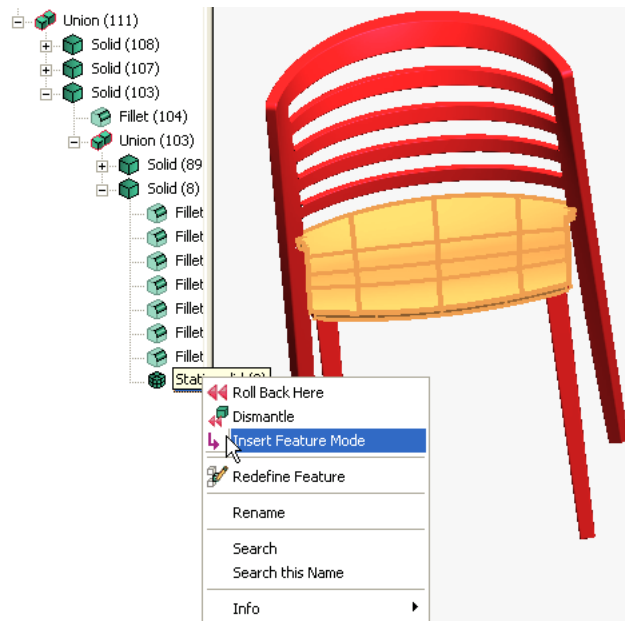 Union (111)
Solid (108)
Solid (107)
Solid (103)
Fillet (104)
Union (103)
Solid (89
Solid (8)
Fillet
Fillet
Fillet
Fillet
Fillet
Fillet
Fillet
Roll Back Here
Dismantle
Insert Feature Mode
Redefine Feature
Rename
Search
Search this Name
Info